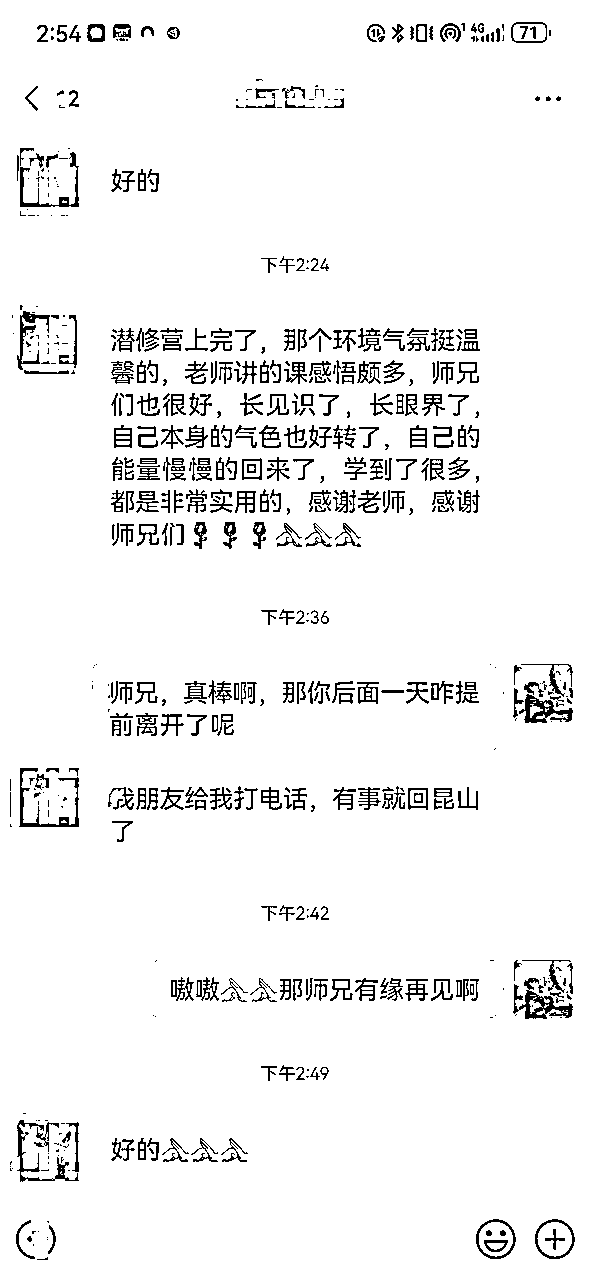 2:54
4G
71
好的
下午2:24
潜修营上完了，那个环境气氛挺温
馨的，老师讲的课感悟颇多，师兄
们也很好，长见识了，长眼界了，
自己本身的气色也好转了，自己的
能量慢慢的回来了，学到了很多，
都是非常实用的，感谢老师，感谢
师兄们🌹🌹🌹🙏🙏🙏
下午2:36
师兄，真棒啊，那你后面一天咋提
前离开了呢
我朋友给我打电话，有事就回昆山
了
下午2:42
嗷嗷🙏🙏那师兄有缘再见啊
下午2:49
好的🙏🙏🙏